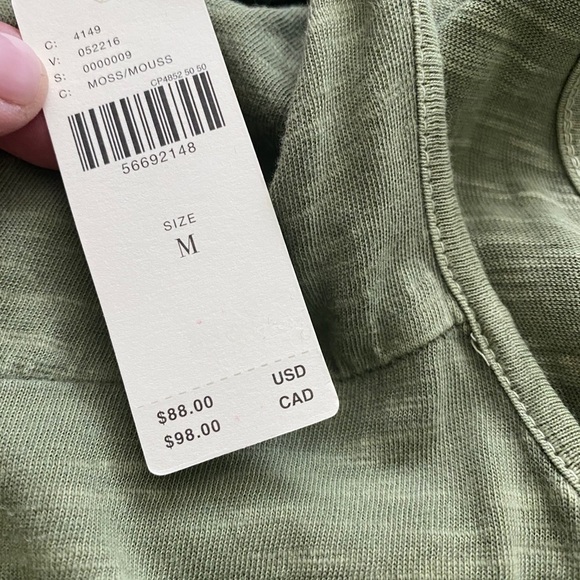 C: 4149
V: 052216
S: 0000009
C: MOSS/MOUSS
CP4852 50.50
56692148
SIZE
M
$88.00 USD
$98.00 CAD